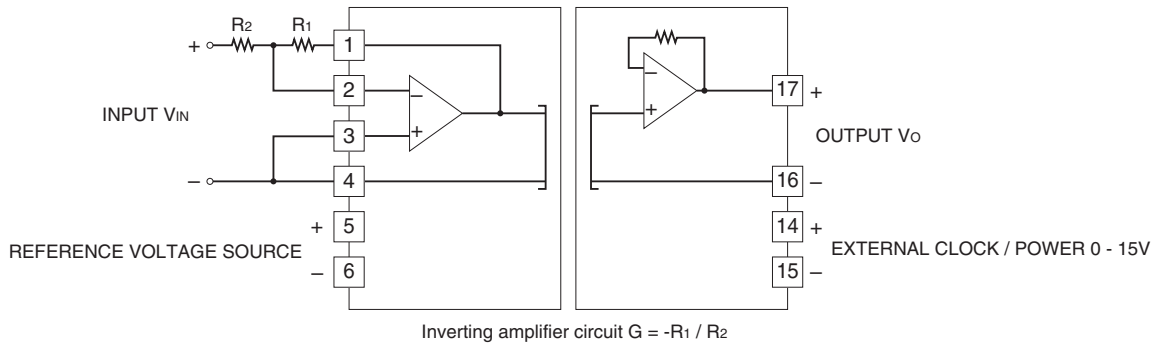 R2 R1
+ 1
2 −
INPUT VIN
3 +
− 4
+ 5
REFERENCE VOLTAGE SOURCE
− 6
−
+
17 +
OUTPUT VO
16 −
14 +
EXTERNAL CLOCK / POWER 0 - 15V
15 −
Inverting amplifier circuit G = -R1 / R2